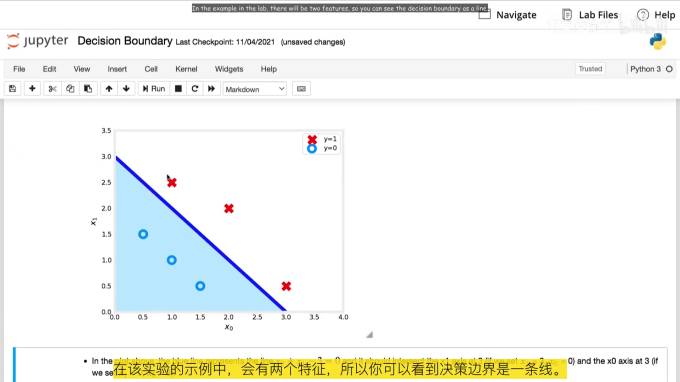 In the example in the lab, there will be two features, so you can see the decision boundary as a line.
Navigate Lab Files Help
jupyter Decision Boundary Last Checkpoint: 11/04/2021 (unsaved changes)
File Edit View Insert Cell Kernel Widgets Help Trusted Python 3
Run Markdown
3.5
3.0
2.5
2.0
1.5
1.0
0.5
0.0
x₁
y=1
y=0
0.0 0.5 1.0 1.5 2.0 2.5 3.0 3.5 4.0
x₀
In the
) and the x0 axis at 3 (if
we se
在该实验的示例中，会有两个特征，所以你可以看到决策边界是一条线。